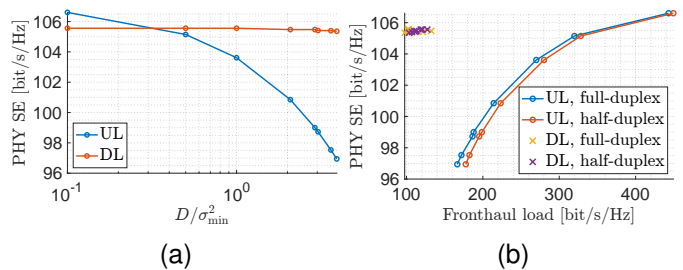 PHY SE [bit/s/Hz]
106
104
102
100
98
96
UL
DL
10^-1
10^0
D/σ²_min
(a)
PHY SE [bit/s/Hz]
106
104
102
100
98
96
UL, full-duplex
UL, half-duplex
DL, full-duplex
DL, half-duplex
100
200
300
400
Fronthaul load [bit/s/Hz]
(b)